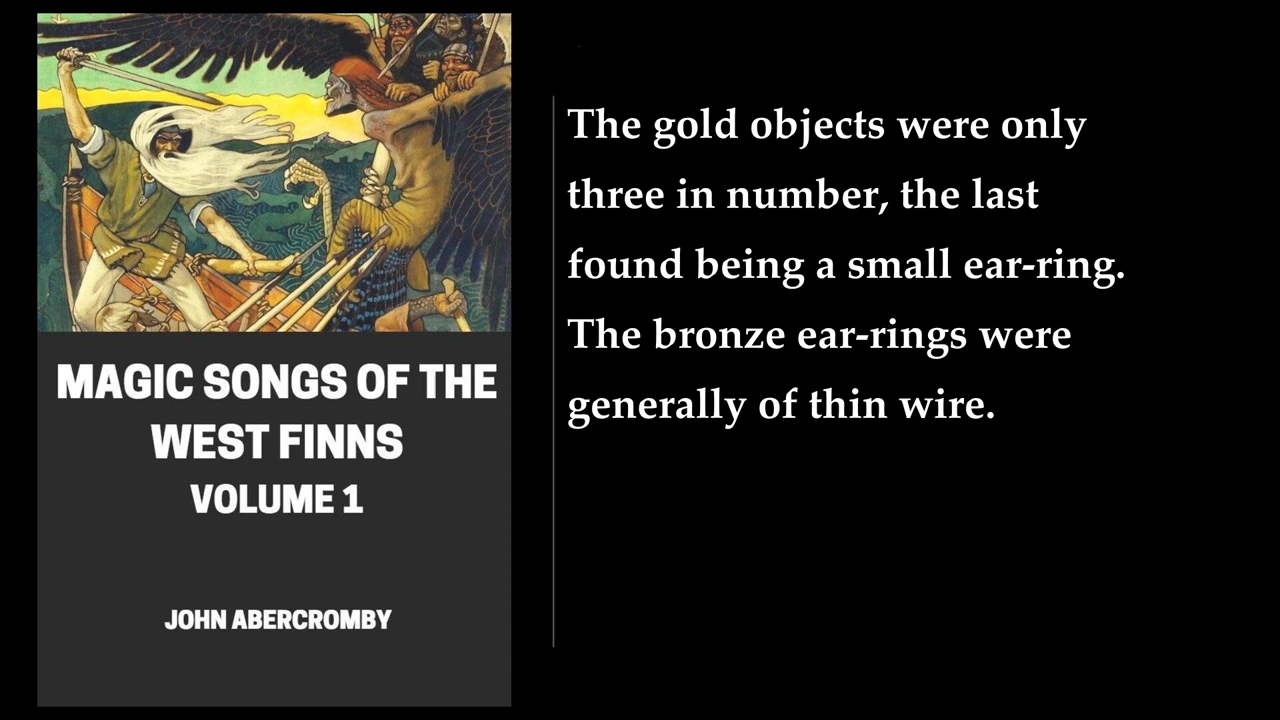 MAGIC SONGS OF THE
WEST FINNS
VOLUME 1
JOHN ABERCROMBY
The gold objects were only
three in number, the last
found being a small ear-ring.
The bronze ear-rings were
generally of thin wire.